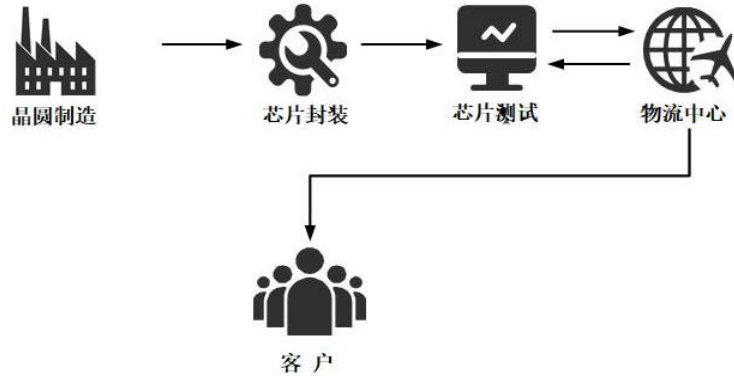 晶圆制造
芯片封装
芯片测试
物流中心
客 户